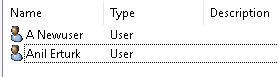 Name Type Description
A Newuser User
Anil Erturk User